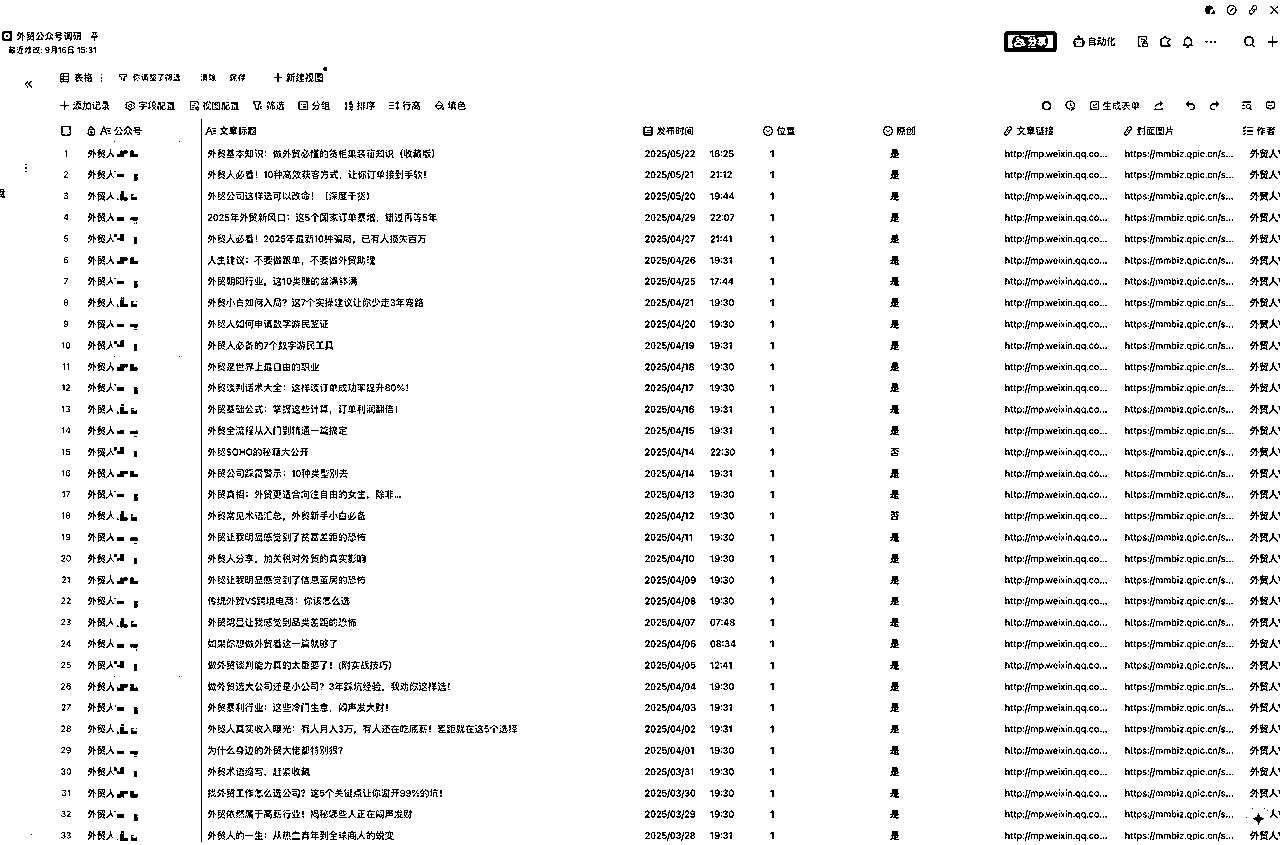 外贸公众号调研
最近修改: 9月16日 15:31
分享 自动化
表格 你调整了筛选 清除 保存 新建视图
添加记录 字段配置 视图配置 筛选 分组 排序 行高 填色 生成表单
公众号 文章标题 发布时间 位置 原创 文章链接 封面图片 作者
1 外贸人 外贸基本知识：做外贸必懂的货柜集装箱知识（收藏版） 2025/05/22 18:25 1 是 http://mp.weixin.qq.co... https://mmbiz.qpic.cn/s... 外贸人
2 外贸人 外贸人必看！10种高效获客方式，让你订单接到手软！ 2025/05/21 21:12 1 是 http://mp.weixin.qq.co... https://mmbiz.qpic.cn/s... 外贸人
3 外贸人 外贸公司这样选可以改命！（深度干货） 2025/05/20 19:44 1 是 http://mp.weixin.qq.co... https://mmbiz.qpic.cn/s... 外贸人
4 外贸人 2025年外贸新风口：这5个国家订单暴增，错过再等5年 2025/04/29 22:07 1 是 http://mp.weixin.qq.co... https://mmbiz.qpic.cn/s... 外贸人
5 外贸人 外贸人必看！2025年最新10种骗局，已有人损失百万 2025/04/27 21:41 1 是 http://mp.weixin.qq.co... https://mmbiz.qpic.cn/s... 外贸人
6 外贸人 人生建议：不要做跟单，不要做外贸助理 2025/04/26 19:31 1 是 http://mp.weixin.qq.co... https://mmbiz.qpic.cn/s... 外贸人
7 外贸人 外贸朝阳行业，这10类赚的盆满钵满 2025/04/25 17:44 1 是 http://mp.weixin.qq.co... https://mmbiz.qpic.cn/s... 外贸人
8 外贸人 外贸小白如何入局？这7个实操建议让你少走3年弯路 2025/04/21 19:30 1 是 http://mp.weixin.qq.co... https://mmbiz.qpic.cn/s... 外贸人
9 外贸人 外贸人如何申请数字游民签证 2025/04/20 19:30 1 是 http://mp.weixin.qq.co... https://mmbiz.qpic.cn/s... 外贸人
10 外贸人 外贸人必备的7个数字游民工具 2025/04/19 19:31 1 是 http://mp.weixin.qq.co... https://mmbiz.qpic.cn/s... 外贸人
11 外贸人 外贸是世界上最自由的职业 2025/04/18 19:30 1 是 http://mp.weixin.qq.co... https://mmbiz.qpic.cn/s... 外贸人
12 外贸人 外贸谈判话术大全：这样谈订单成功率提升80%！ 2025/04/17 19:30 1 是 http://mp.weixin.qq.co... https://mmbiz.qpic.cn/s... 外贸人
13 外贸人 外贸基础公式：掌握这些计算，订单利润翻倍！ 2025/04/16 19:31 1 是 http://mp.weixin.qq.co... https://mmbiz.qpic.cn/s... 外贸人
14 外贸人 外贸全流程从入门到精通一篇搞定 2025/04/15 19:31 1 是 http://mp.weixin.qq.co... https://mmbiz.qpic.cn/s... 外贸人
15 外贸人 外贸SOHO的秘籍大公开 2025/04/14 22:30 1 否 http://mp.weixin.qq.co... https://mmbiz.qpic.cn/s... 外贸人
16 外贸人 外贸公司踩雷警示：10种类型别去 2025/04/14 19:31 1 是 http://mp.weixin.qq.co... https://mmbiz.qpic.cn/s... 外贸人
17 外贸人 外贸真相：外贸更适合向往自由的女生，除非... 2025/04/13 19:30 1 是 http://mp.weixin.qq.co... https://mmbiz.qpic.cn/s... 外贸人
18 外贸人 外贸常见术语汇总，外贸新手小白必备 2025/04/12 19:30 1 否 http://mp.weixin.qq.co... https://mmbiz.qpic.cn/s... 外贸人
19 外贸人 外贸让我明显感觉到了贫富差距的恐怖 2025/04/11 19:30 1 是 http://mp.weixin.qq.co... https://mmbiz.qpic.cn/s... 外贸人
20 外贸人 外贸人分享，加关税对外贸的真实影响 2025/04/10 19:30 1 是 http://mp.weixin.qq.co... https://mmbiz.qpic.cn/s... 外贸人
21 外贸人 外贸让我明显感觉到了信息茧房的恐怖 2025/04/09 19:30 1 是 http://mp.weixin.qq.co... https://mmbiz.qpic.cn/s... 外贸人
22 外贸人 传统外贸VS跨境电商：你该怎么选 2025/04/08 19:30 1 是 http://mp.weixin.qq.co... https://mmbiz.qpic.cn/s... 外贸人
23 外贸人 外贸明显让我感觉到品类差距的恐怖 2025/04/07 07:48 1 是 http://mp.weixin.qq.co... https://mmbiz.qpic.cn/s... 外贸人
24 外贸人 如果你想做外贸看这一篇就够了 2025/04/06 08:34 1 是 http://mp.weixin.qq.co... https://mmbiz.qpic.cn/s... 外贸人
25 外贸人 做外贸谈判能力真的太重要了！(附实战技巧) 2025/04/05 12:41 1 是 http://mp.weixin.qq.co... https://mmbiz.qpic.cn/s... 外贸人
26 外贸人 做外贸选大公司还是小公司？3年踩坑经验，我劝你这样选！ 2025/04/04 19:30 1 是 http://mp.weixin.qq.co... https://mmbiz.qpic.cn/s... 外贸人
27 外贸人 外贸暴利行业：这些冷门生意，闷声发大财！ 2025/04/03 19:31 1 是 http://mp.weixin.qq.co... https://mmbiz.qpic.cn/s... 外贸人
28 外贸人 外贸人真实收入曝光：有人月入3万，有人还在吃底薪！差距就在这5个选择 2025/04/02 19:31 1 是 http://mp.weixin.qq.co... https://mmbiz.qpic.cn/s... 外贸人
29 外贸人 为什么身边的外贸大佬都特别狠？ 2025/04/01 19:30 1 是 http://mp.weixin.qq.co... https://mmbiz.qpic.cn/s... 外贸人
30 外贸人 外贸术语缩写，赶紧收藏 2025/03/31 19:30 1 是 http://mp.weixin.qq.co... https://mmbiz.qpic.cn/s... 外贸人
31 外贸人 找外贸工作怎么选公司？这5个关键点让你避开99%的坑！ 2025/03/30 19:30 1 是 http://mp.weixin.qq.co... https://mmbiz.qpic.cn/s... 外贸人
32 外贸人 外贸依然属于高薪行业！揭秘哪些人正在闷声发财 2025/03/29 19:30 1 是 http://mp.weixin.qq.co... https://mmbiz.qpic.cn/s... 人
33 外贸人 外贸人的一生：从热血青年到全球商人的蜕变 2025/03/28 19:31 1 是 http://mp.weixin.qq.co... https://mmbiz.qpic.cn/s... 外贸人